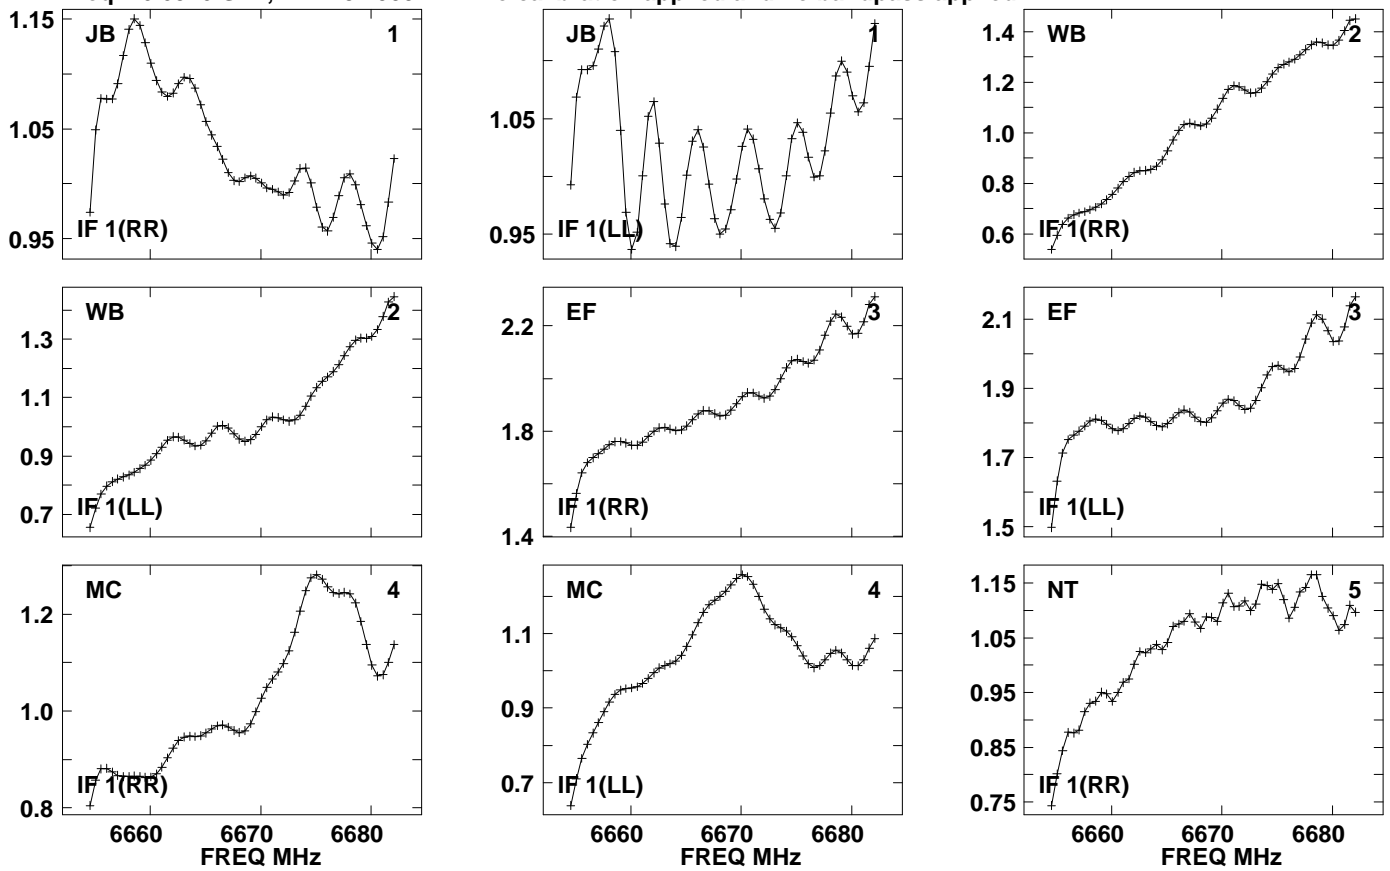 1.15 JB 1 JB 1 1.4 WB 2
1.2
1.05 1.05 1.0
0.8
0.95 IF 1(RR) 0.95 IF 1(LL) 0.6 IF 1(RR)
WB 2 EF 3 EF 3
1.3 2.2 2.1
1.1 1.9
0.9 1.8 1.7
0.7 IF 1(LL) IF 1(RR) IF 1(LL)
1.4 1.5
MC 4 MC 4 NT 5
1.2 1.15
1.1 1.05
1.0 0.9 0.95
0.85
0.8 IF 1(RR) 0.7 IF 1(LL) 0.75 IF 1(RR)
6660 6670 6680 6660 6670 6680 6660 6670 6680
FREQ MHz FREQ MHz FREQ MHz